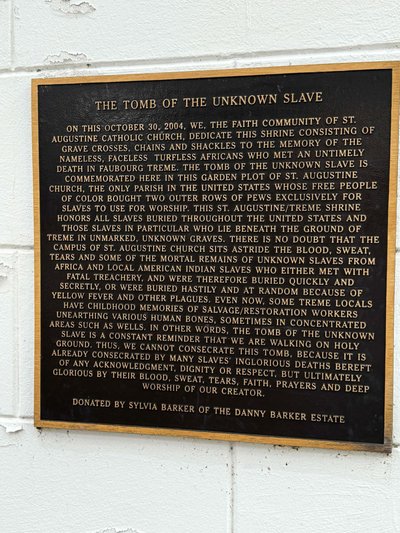 THE TOMB OF THE UNKNOWN SLAVE
ON THIS OCTOBER 30, 2004, WE, THE FAITH COMMUNITY OF ST.
AUGUSTINE CATHOLIC CHURCH, DEDICATE THIS SHRINE CONSISTING OF
GRAVE CROSSES, CHAINS AND SHACKLES TO THE MEMORY OF THE
NAMELESS, FACELESS TURFLESS AFRICANS WHO MET AN UNTIMELY
DEATH IN FAUBOURG TREME. THE TOMB OF THE UNKNOWN SLAVE IS
COMMEMORATED HERE IN THIS GARDEN PLOT OF ST. AUGUSTINE
CHURCH, THE ONLY PARISH IN THE UNITED STATES WHOSE FREE PEOPLE
OF COLOR BOUGHT TWO OUTER ROWS OF PEWS EXCLUSIVELY FOR
SLAVES TO USE FOR WORSHIP. THIS ST. AUGUSTINE/TREME SHRINE
HONORS ALL SLAVES BURIED THROUGHOUT THE UNITED STATES AND
THOSE SLAVES IN PARTICULAR WHO LIE BENEATH THE GROUND OF
TREME IN UNMARKED, UNKNOWN GRAVES. THERE IS NO DOUBT THAT THE
CAMPUS OF ST. AUGUSTINE CHURCH SITS ASTRIDE THE BLOOD, SWEAT,
TEARS AND SOME OF THE MORTAL REMAINS OF UNKNOWN SLAVES FROM
AFRICA AND LOCAL AMERICAN INDIAN SLAVES WHO EITHER MET WITH
FATAL TREACHERY, AND WERE THEREFORE BURIED QUICKLY AND
SECRETLY, OR WERE BURIED HASTILY AND AT RANDOM BECAUSE OF
YELLOW FEVER AND OTHER PLAGUES. EVEN NOW, SOME TREME LOCALS
HAVE CHILDHOOD MEMORIES OF SALVAGE/RESTORATION WORKERS
UNEARTHING VARIOUS HUMAN BONES, SOMETIMES IN CONCENTRATED
AREAS SUCH AS WELLS. IN OTHER WORDS, THE TOMB OF THE UNKNOWN
SLAVE IS A CONSTANT REMINDER THAT WE ARE WALKING ON HOLY
GROUND. THUS, WE CANNOT CONSECRATE THIS TOMB, BECAUSE IT IS
ALREADY CONSECRATED BY MANY SLAVES' INGLORIOUS DEATHS BEREFT
OF ANY ACKNOWLEDGMENT, DIGNITY OR RESPECT, BUT ULTIMATELY
GLORIOUS BY THEIR BLOOD, SWEAT, TEARS, FAITH, PRAYERS AND DEEP
WORSHIP OF OUR CREATOR.
DONATED BY SYLVIA BARKER OF THE DANNY BARKER ESTATE